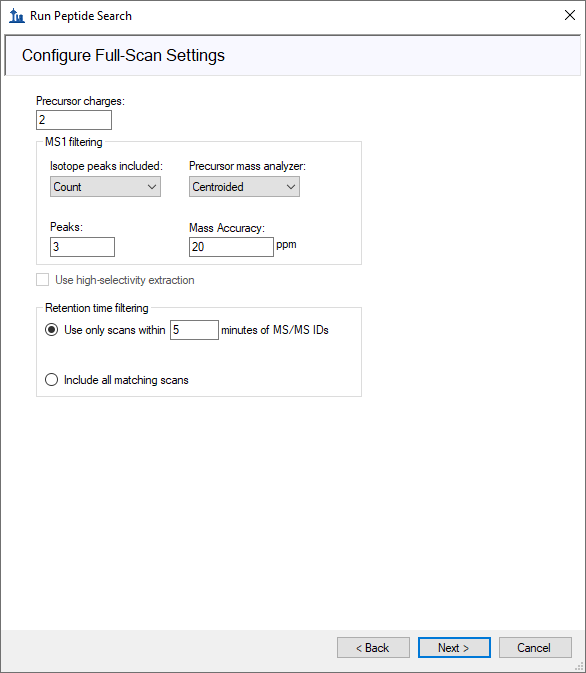 Run Peptide Search
Configure Full-Scan Settings
Precursor charges:
2
MS1 filtering
Isotope peaks included: Precursor mass analyzer:
Count Centroided
Peaks: Mass Accuracy:
3 20 ppm
Use high-selectivity extraction
Retention time filtering
Use only scans within 5 minutes of MS/MS IDs
Include all matching scans
< Back Next > Cancel